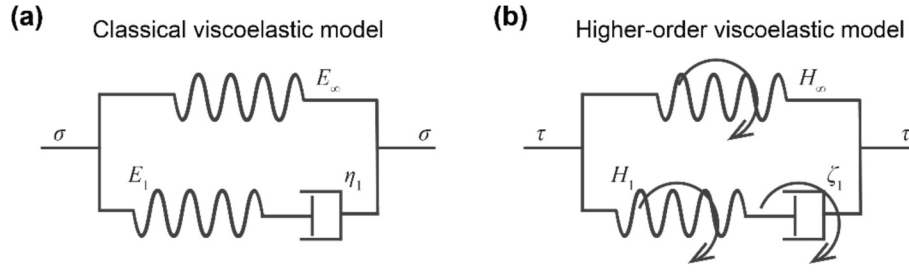 (a) Classical viscoelastic model
E∞
σ σ
E1 η1
(b) Higher-order viscoelastic model
H∞
τ τ
H1 ζ1